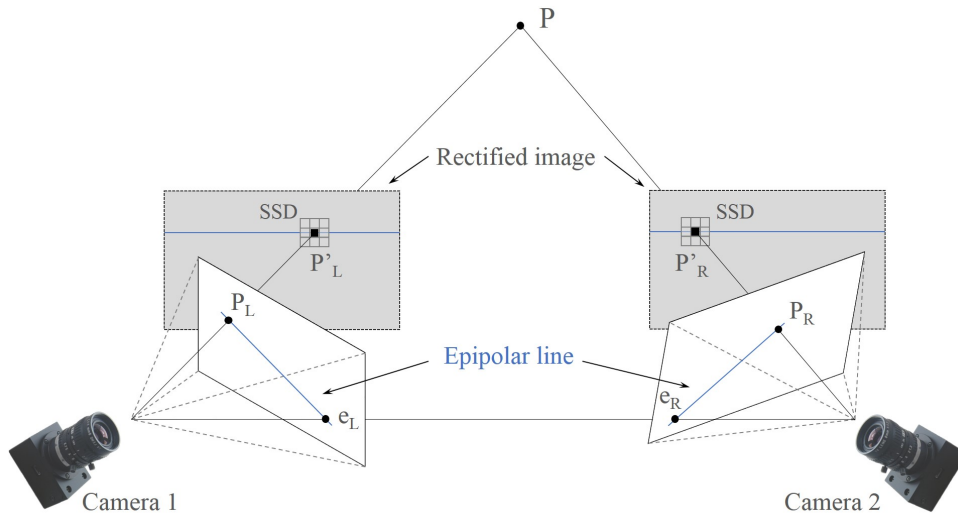 P
Rectified image
SSD
SSD
P'L
P'R
PL
PR
Epipolar line
eL
eR
Camera 1
Camera 2